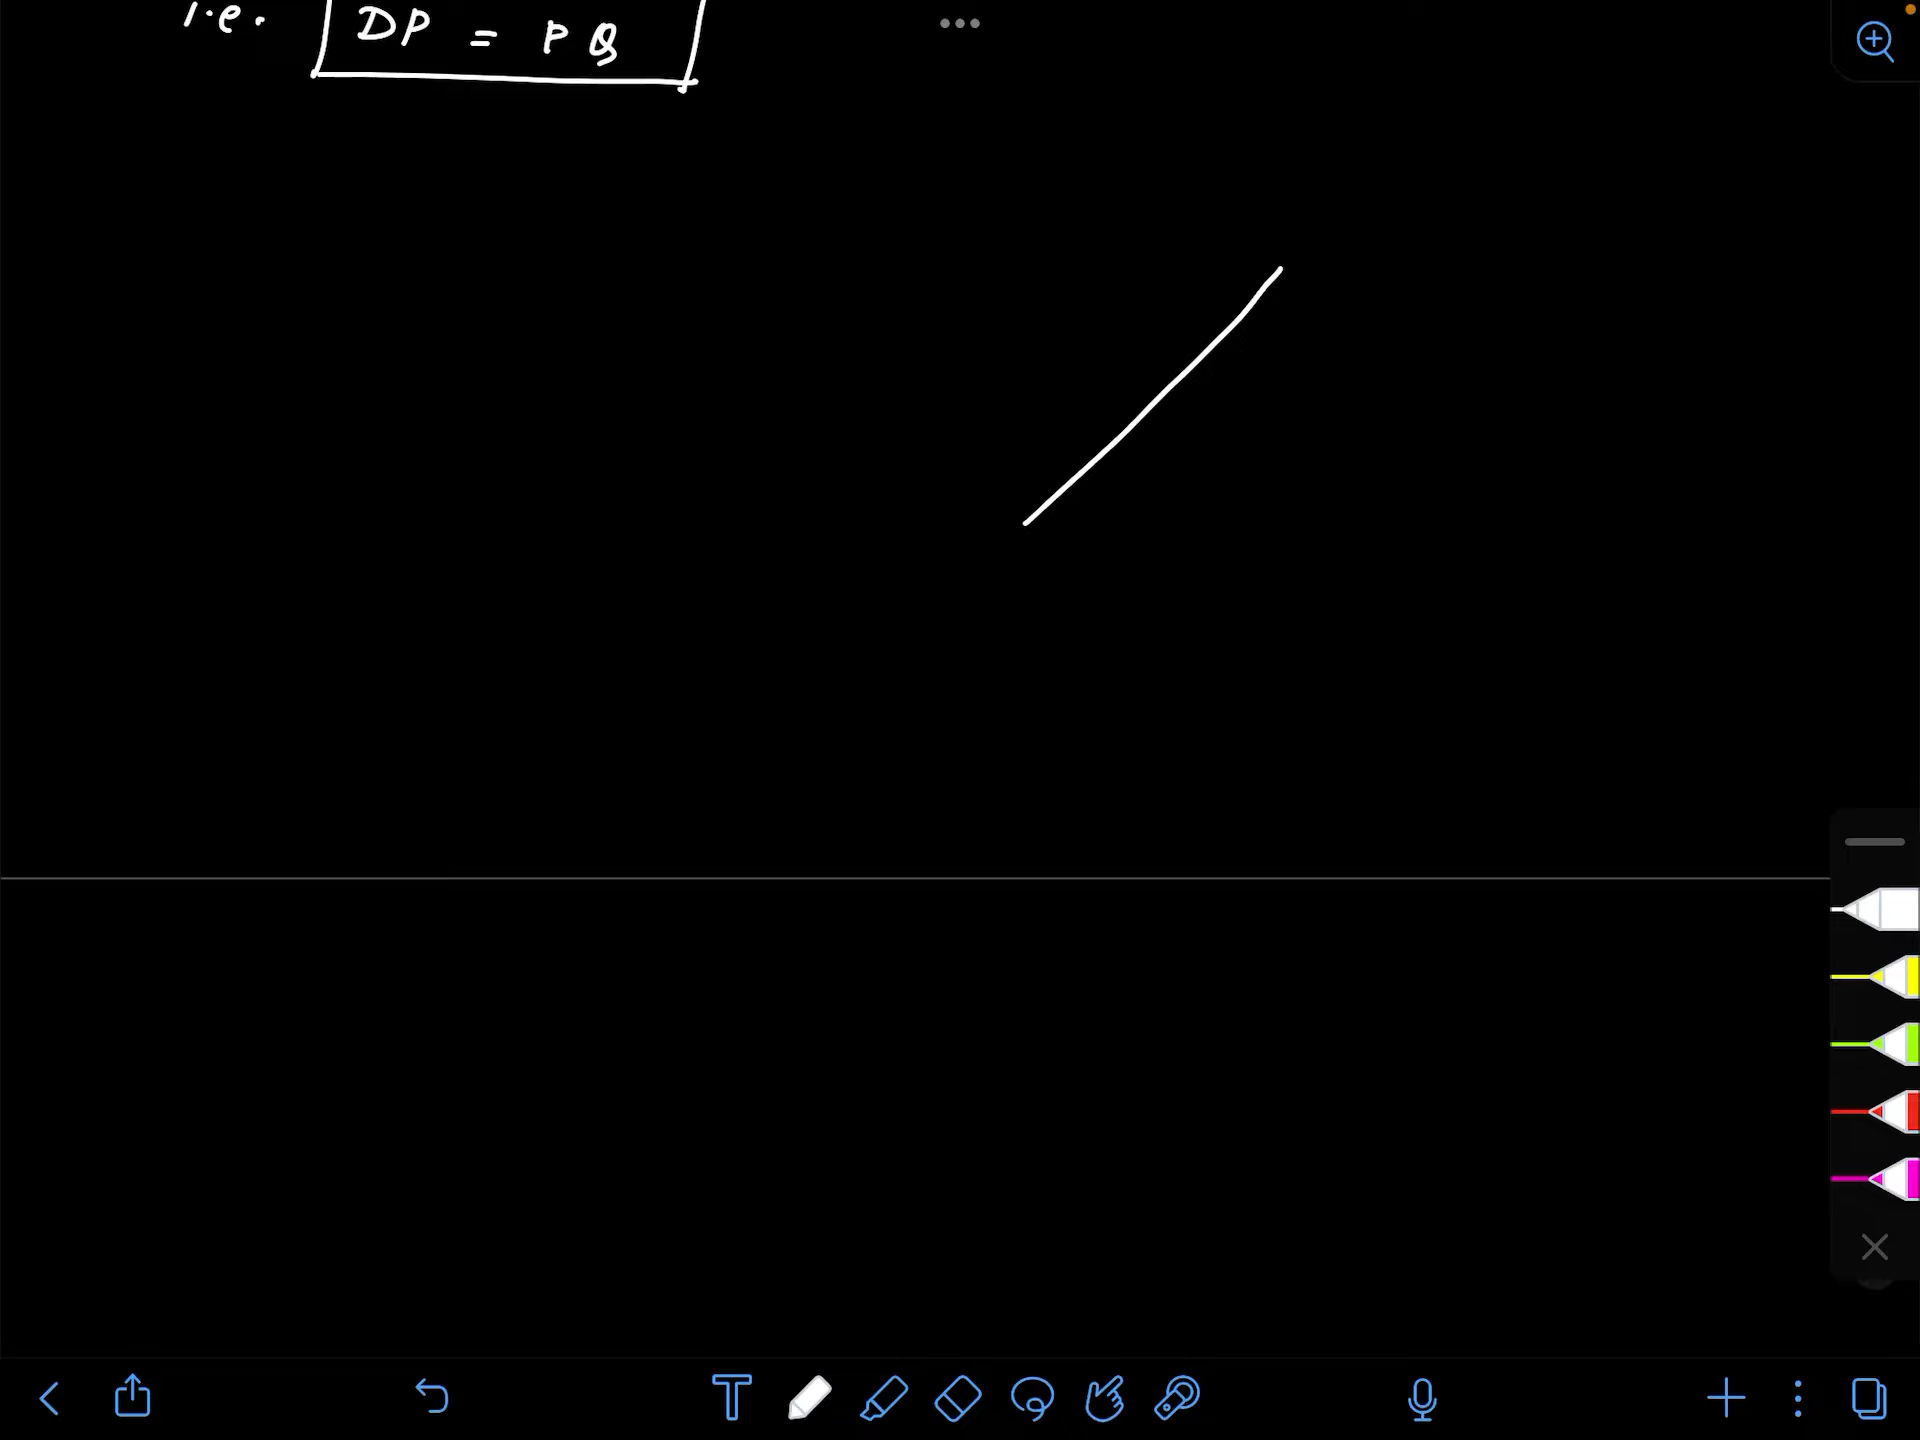 i.e. DP = PQ